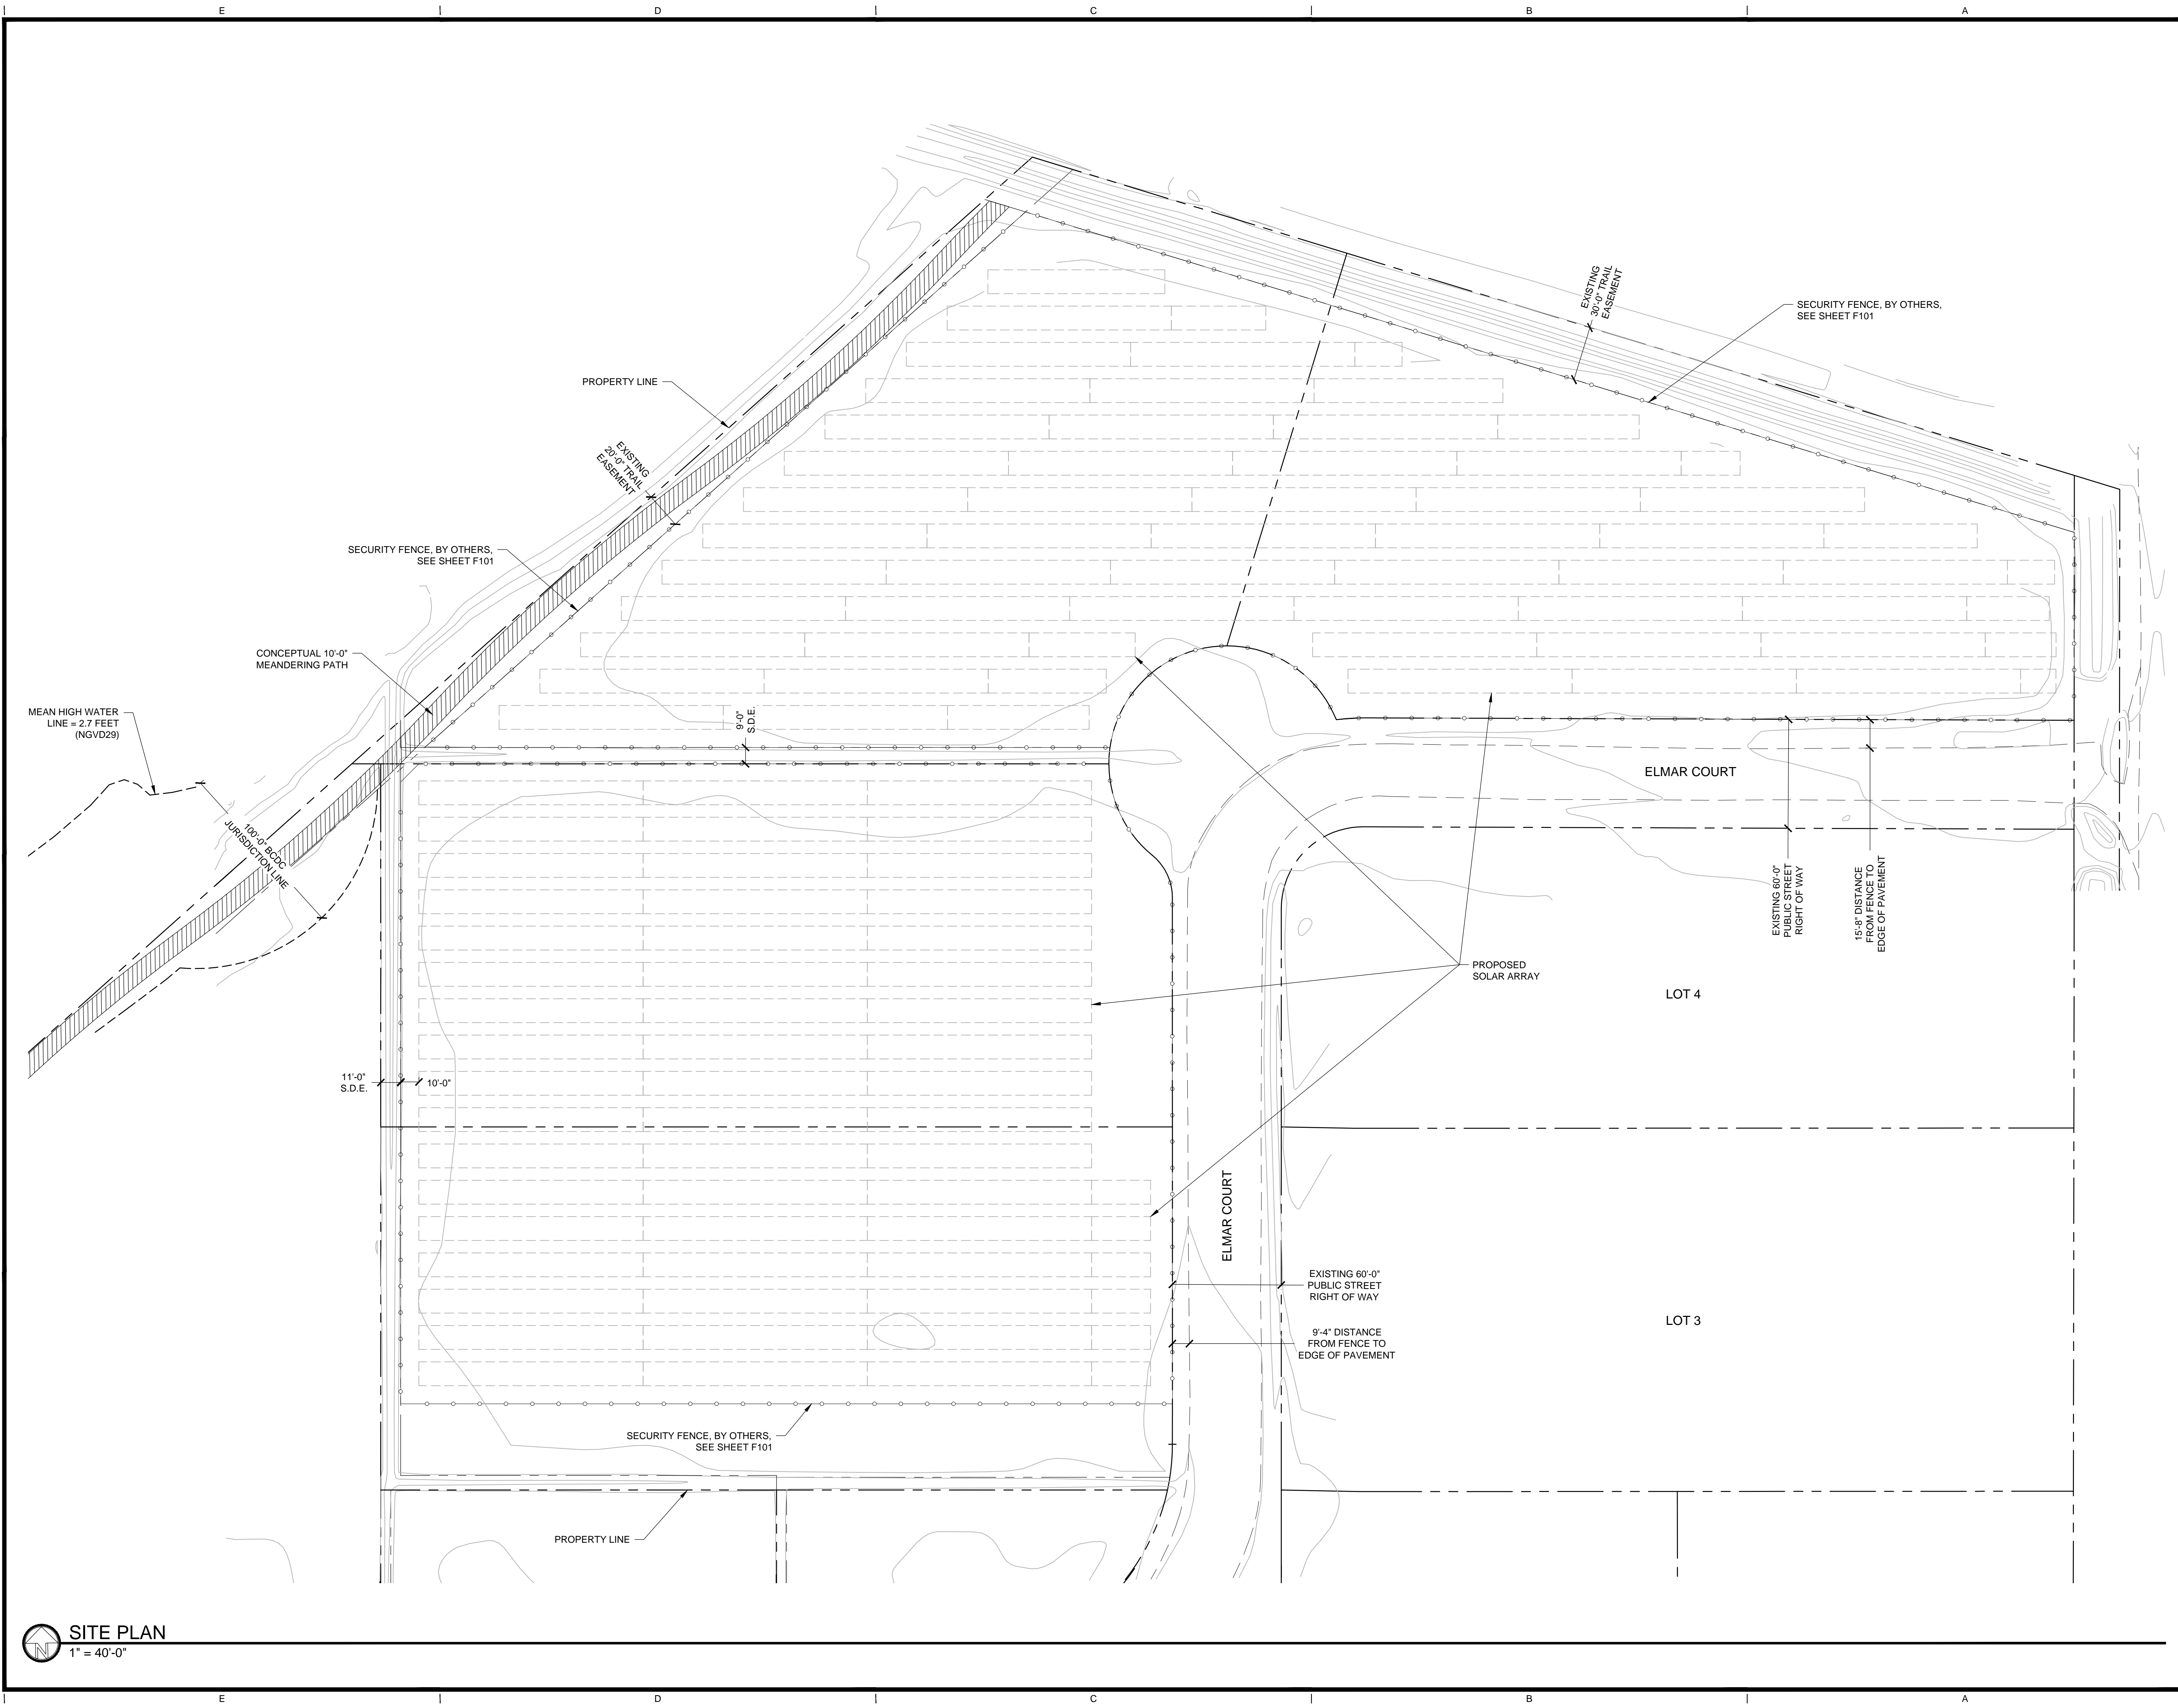 E
D
C
B
A
EXISTING
30'-0" TRAIL
EASEMENT
SECURITY FENCE, BY OTHERS,
SEE SHEET F101
PROPERTY LINE
EXISTING
20'-0" TRAIL
EASEMENT
SECURITY FENCE, BY OTHERS,
SEE SHEET F101
CONCEPTUAL 10'-0"
MEANDERING PATH
MEAN HIGH WATER
LINE = 2.7 FEET
(NGVD29)
9'-0"
S.D.E.
100'-0" BCDC
JURISDICTION LINE
ELMAR COURT
EXISTING 60'-0"
PUBLIC STREET
RIGHT OF WAY
15'-8" DISTANCE
FROM FENCE TO
EDGE OF PAVEMENT
PROPOSED
SOLAR ARRAY
LOT 4
11'-0"
S.D.E.
10'-0"
ELMAR COURT
EXISTING 60'-0"
PUBLIC STREET
RIGHT OF WAY
LOT 3
9'-4" DISTANCE
FROM FENCE TO
EDGE OF PAVEMENT
SECURITY FENCE, BY OTHERS,
SEE SHEET F101
PROPERTY LINE
N
SITE PLAN
1" = 40'-0"
E
D
C
B
A